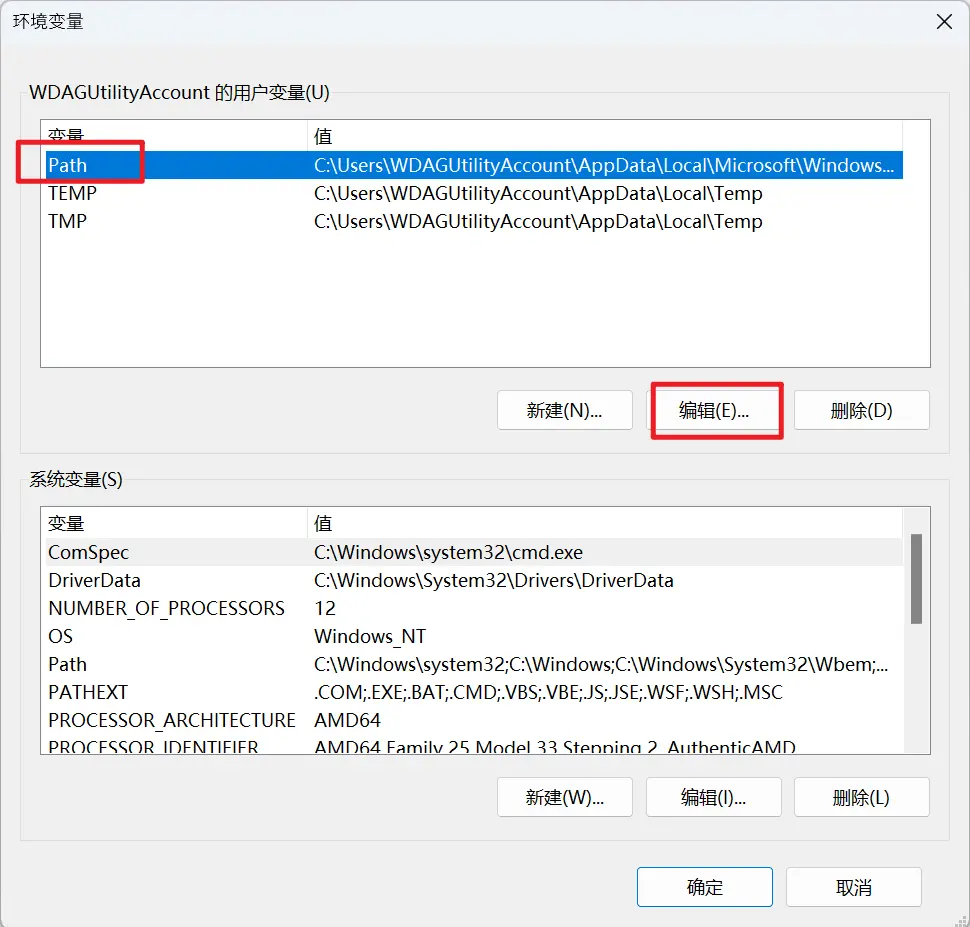 环境变量
WDAGUtilityAccount 的用户变量(U)
变量 值
Path C:\Users\WDAGUtilityAccount\AppData\Local\Microsoft\Windows...
TEMP C:\Users\WDAGUtilityAccount\AppData\Local\Temp
TMP C:\Users\WDAGUtilityAccount\AppData\Local\Temp
新建(N)... 编辑(E)... 删除(D)
系统变量(S)
变量 值
ComSpec C:\Windows\system32\cmd.exe
DriverData C:\Windows\System32\Drivers\DriverData
NUMBER_OF_PROCESSORS 12
OS Windows_NT
Path C:\Windows\system32;C:\Windows;C:\Windows\System32\Wbem;...
PATHEXT .COM;.EXE;.BAT;.CMD;.VBS;.VBE;.JS;.JSE;.WSF;.WSH;.MSC
PROCESSOR_ARCHITECTURE AMD64
PROCESSOR_IDENTIFIER AMD64 Family 25 Model 33 Stepping 2, AuthenticAMD
新建(W)... 编辑(I)... 删除(L)
确定 取消